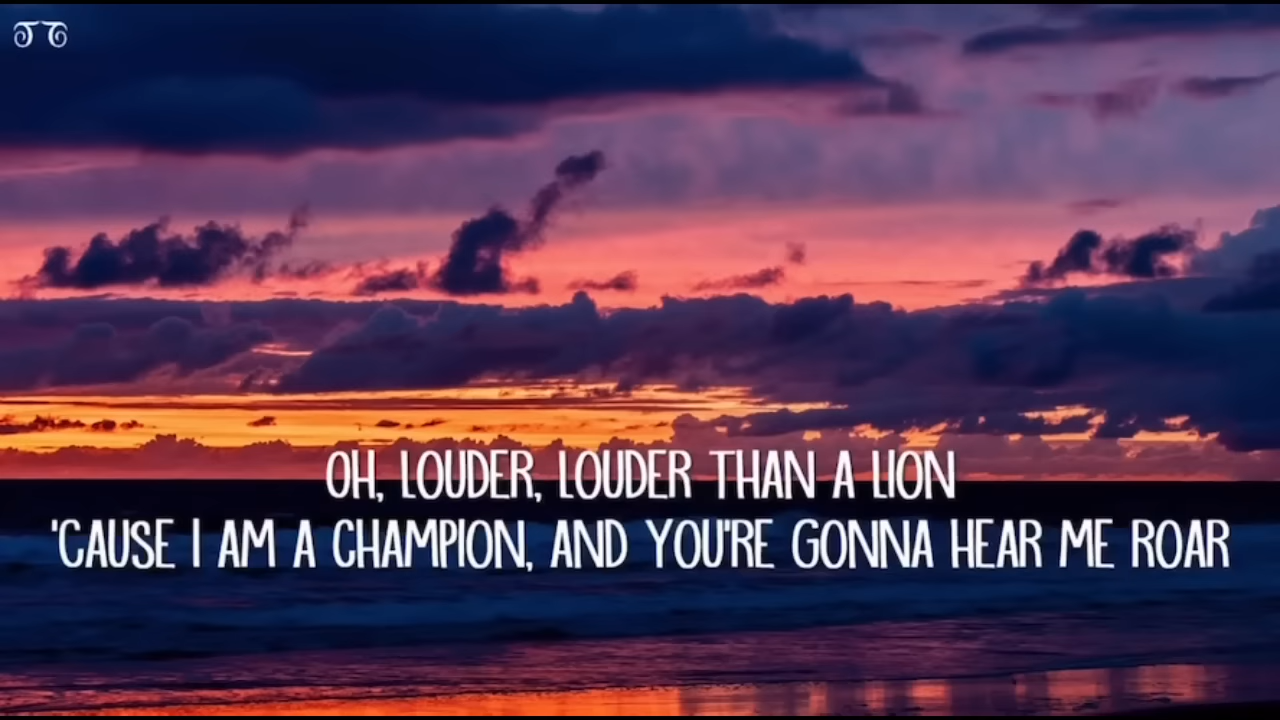 OH, LOUDER, LOUDER THAN A LION
'CAUSE I AM A CHAMPION, AND YOU'RE GONNA HEAR ME ROAR